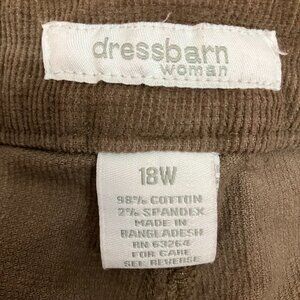 dressbarn
woman
18W
98% COTTON
2% SPANDEX
MADE IN
BANGLADESH
RN 63264
FOR CARE
SEE REVERSE